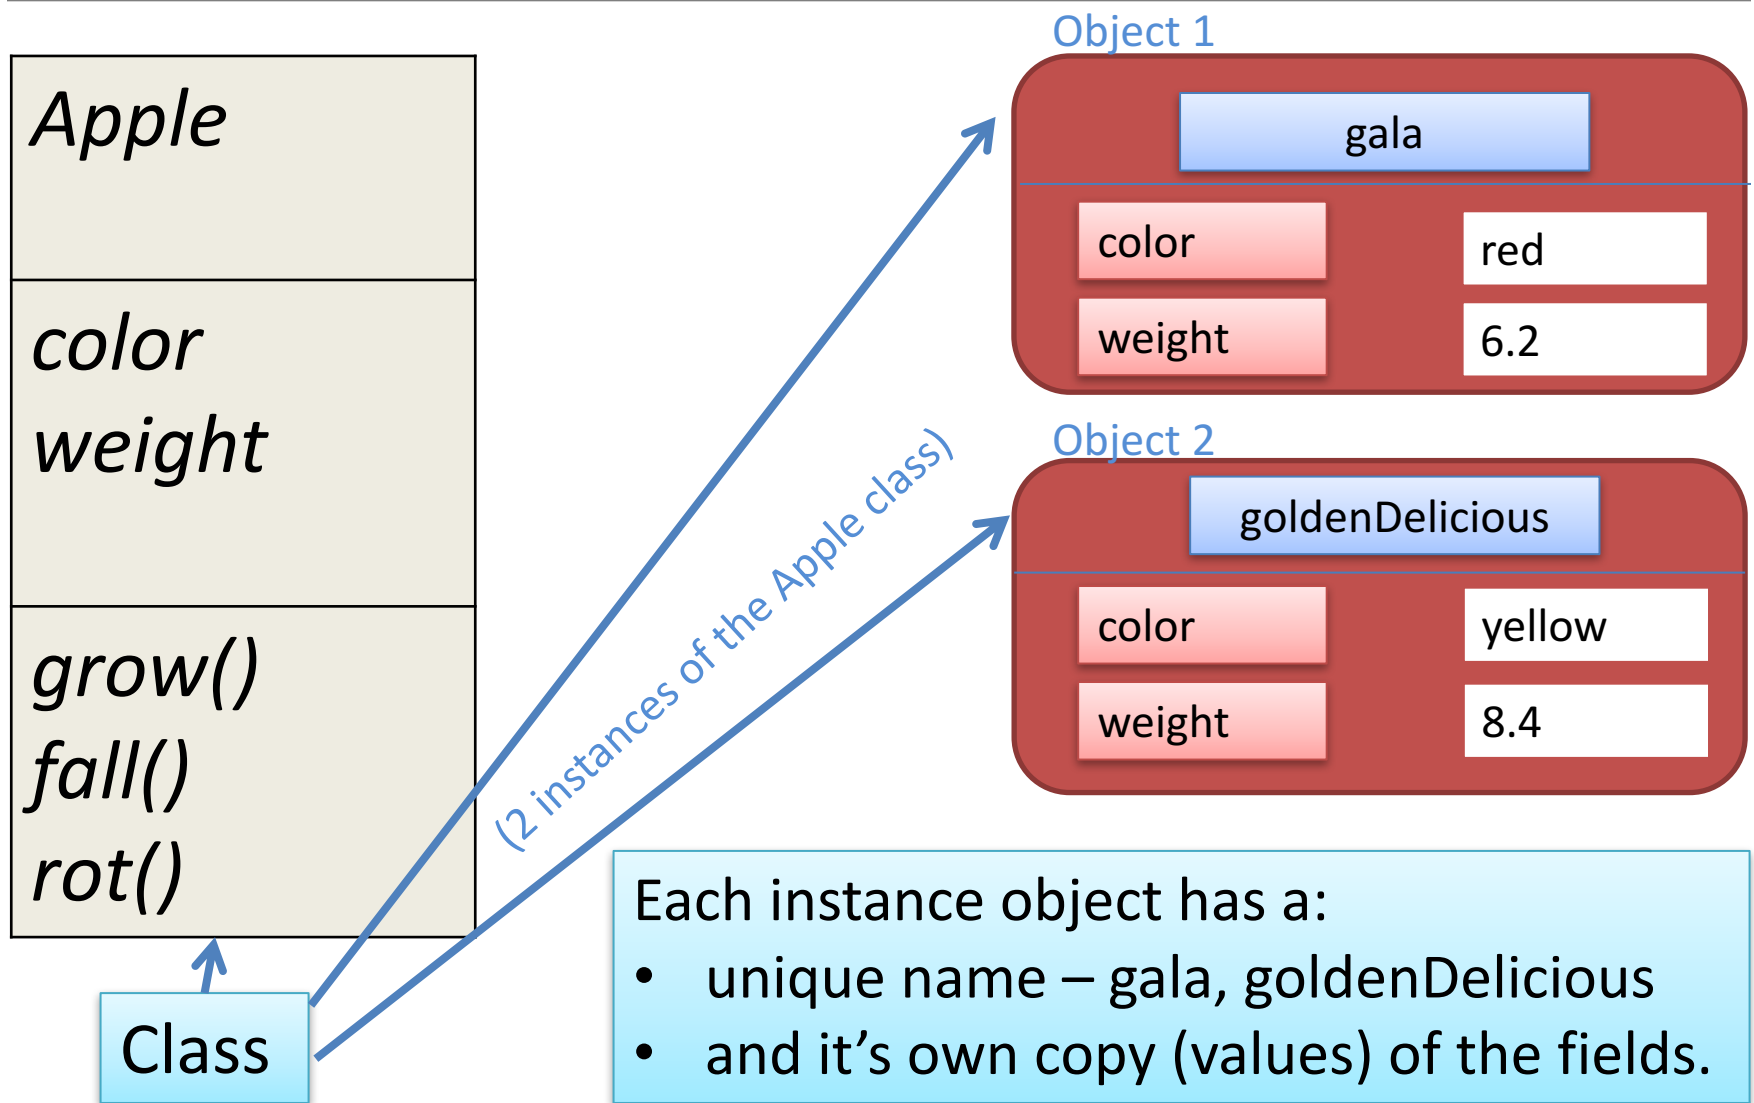 Apple
color
weight
grow()
fall()
rot()
Class
(2 instances of the Apple class)
Object 1
gala
color
red
weight
6.2
Object 2
goldenDelicious
color
yellow
weight
8.4
Each instance object has a:
• unique name – gala, goldenDelicious
• and it’s own copy (values) of the fields.